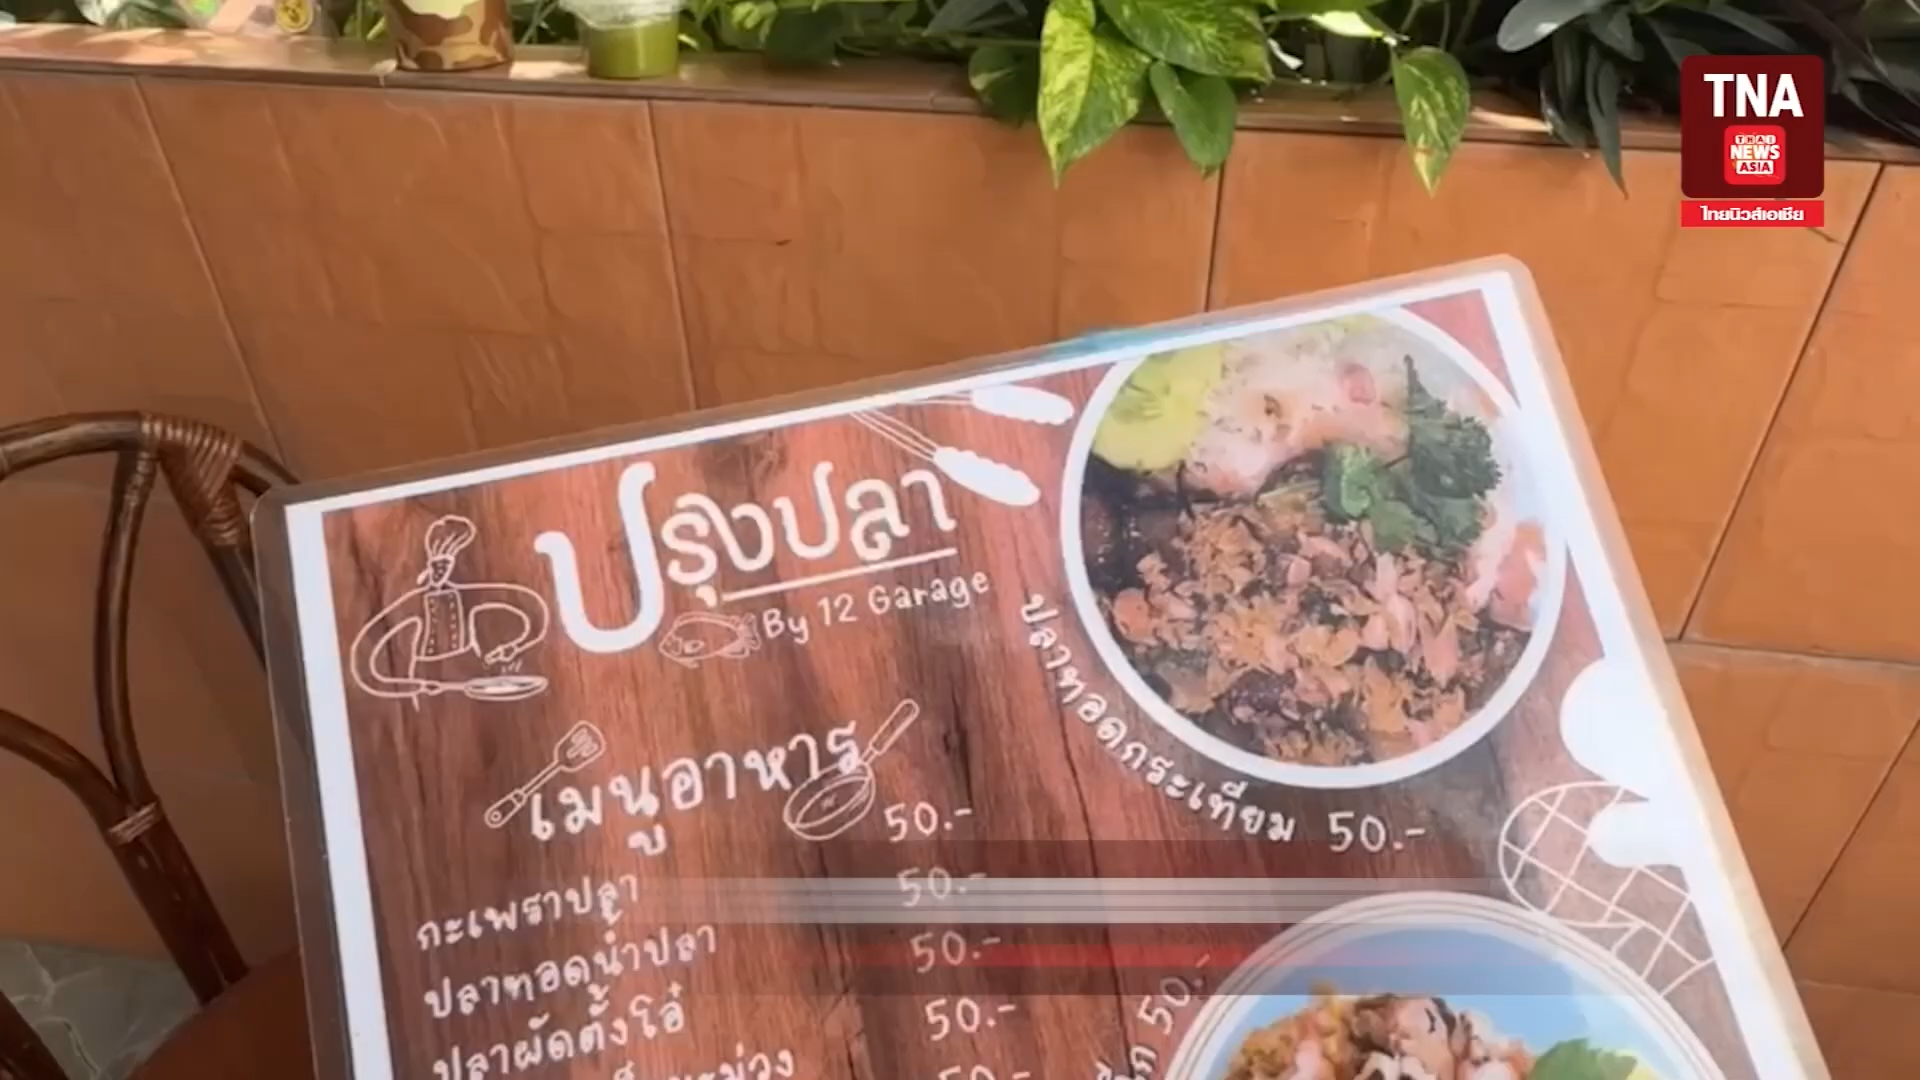 TNA
THAI
NEWS
ASIA
ไทยนิวส์เอเชีย
ปรุงปลา
By 12 Garage
เมนูอาหาร
ปลาทอดกระเทียม 50.-
50.-
กะเพราปลา 50.-
ปลาทอดน้ำปลา 50.-
ปลาผัดตั้งโอ๋ 50.-
50.-
50.-